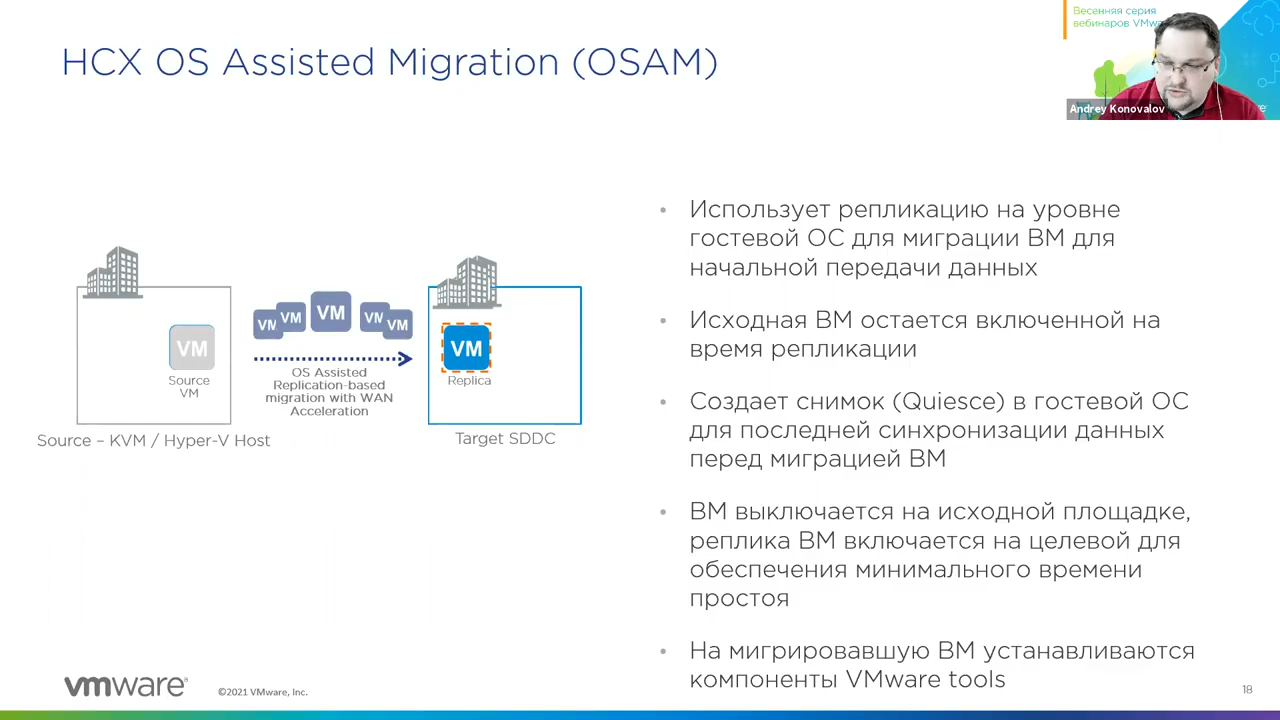 HCX OS Assisted Migration (OSAM)
Весенняя серия
вебинаров VMwa
Andrey Konovalov
VM
Source
VM
Source – KVM / Hyper-V Host
VM
VM
VM
VM
VM
OS Assisted
Replication-based
migration with WAN
Acceleration
VM
Replica
Target SDDC
• Использует репликацию на уровне
гостевой ОС для миграции ВМ для
начальной передачи данных
• Исходная ВМ остается включенной на
время репликации
• Создает снимок (Quiesce) в гостевой ОС
для последней синхронизации данных
перед миграцией ВМ
• ВМ выключается на исходной площадке,
реплика ВМ включается на целевой для
обеспечения минимального времени
простоя
• На мигрировавшую ВМ устанавливаются
компоненты VMware tools
vmware®
©2021 VMware, Inc.
18